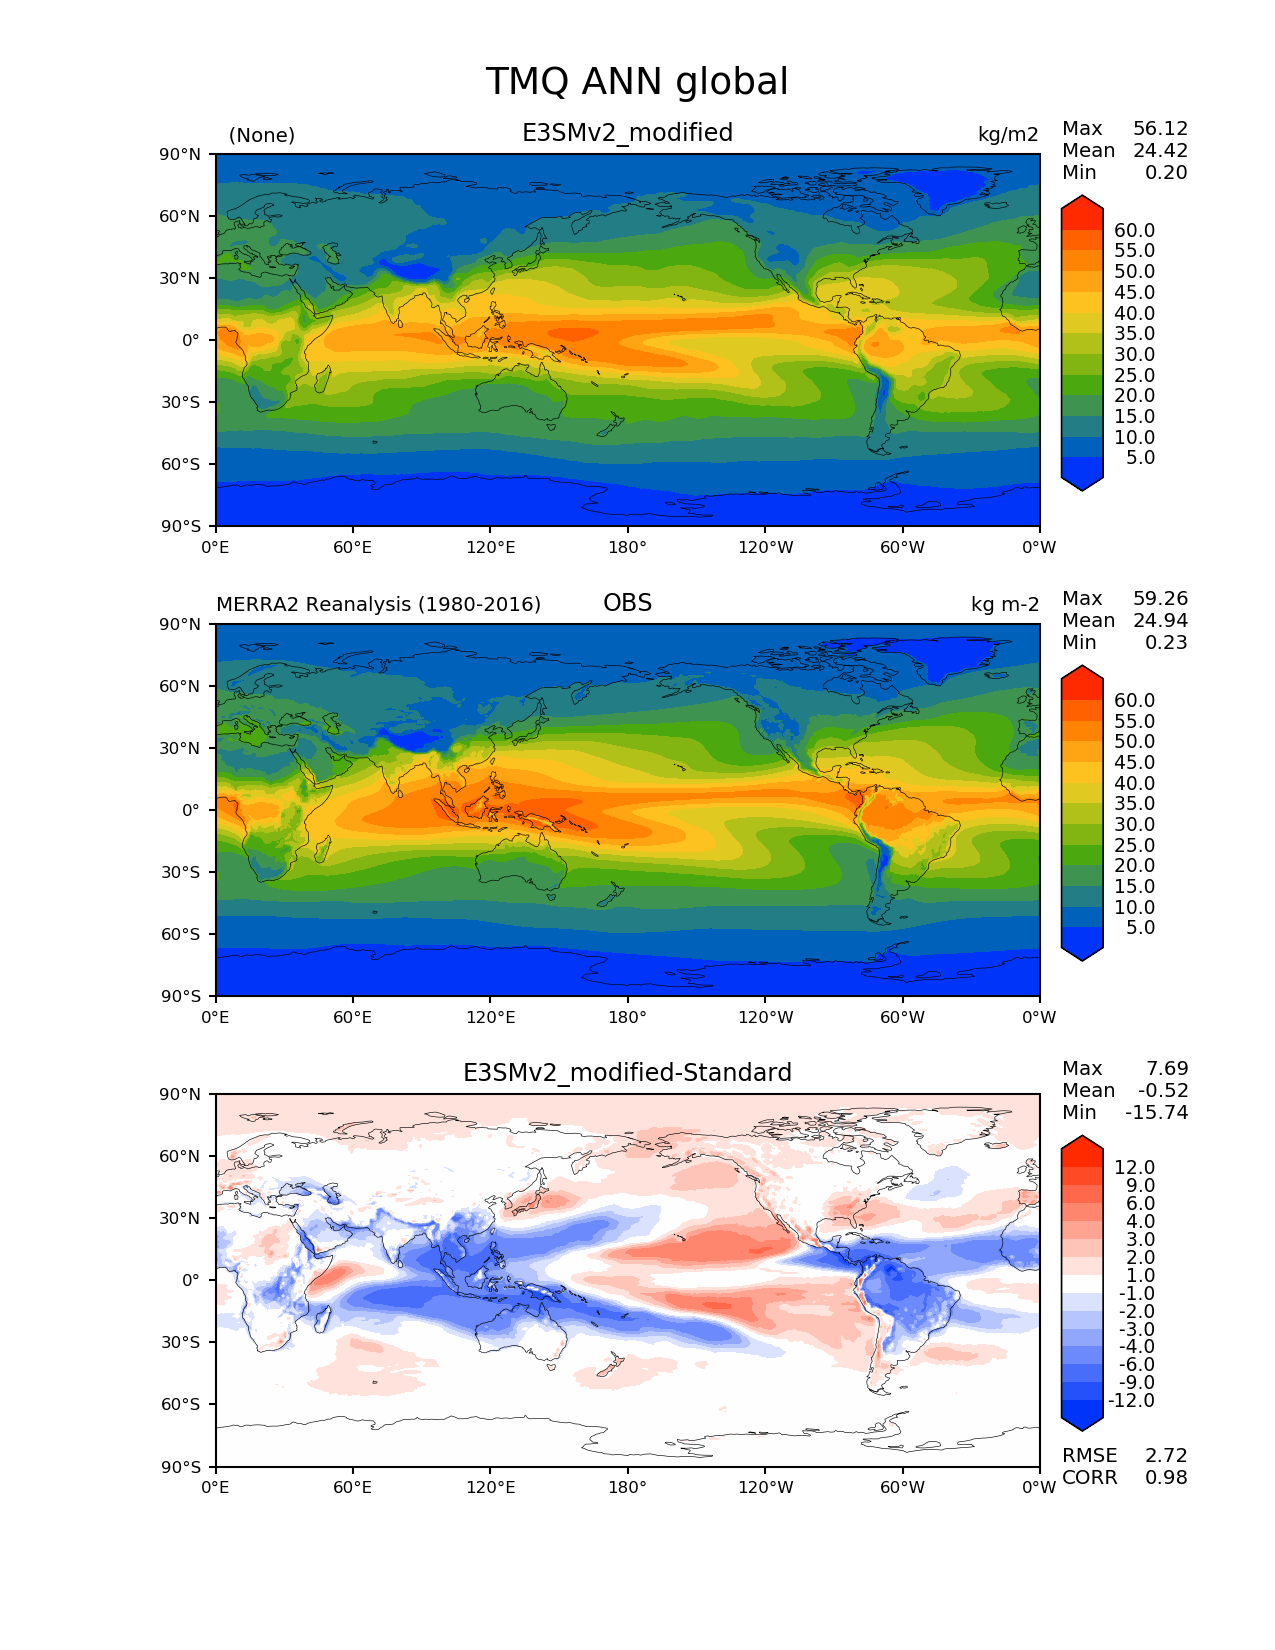 TMQ ANN global
(None) E3SMv2_modified kg/m2
Max 56.12
Mean 24.42
Min 0.20
90°N
60°N
30°N
0°
30°S
60°S
90°S
0°E 60°E 120°E 180° 120°W 60°W 0°W
60.0
55.0
50.0
45.0
40.0
35.0
30.0
25.0
20.0
15.0
10.0
5.0
MERRA2 Reanalysis (1980-2016) OBS kg m-2
Max 59.26
Mean 24.94
Min 0.23
90°N
60°N
30°N
0°
30°S
60°S
90°S
0°E 60°E 120°E 180° 120°W 60°W 0°W
60.0
55.0
50.0
45.0
40.0
35.0
30.0
25.0
20.0
15.0
10.0
5.0
E3SMv2_modified-Standard
Max 7.69
Mean -0.52
Min -15.74
90°N
60°N
30°N
0°
30°S
60°S
90°S
0°E 60°E 120°E 180° 120°W 60°W 0°W
12.0
9.0
6.0
4.0
3.0
2.0
1.0
-1.0
-2.0
-3.0
-4.0
-6.0
-9.0
-12.0
RMSE 2.72
CORR 0.98